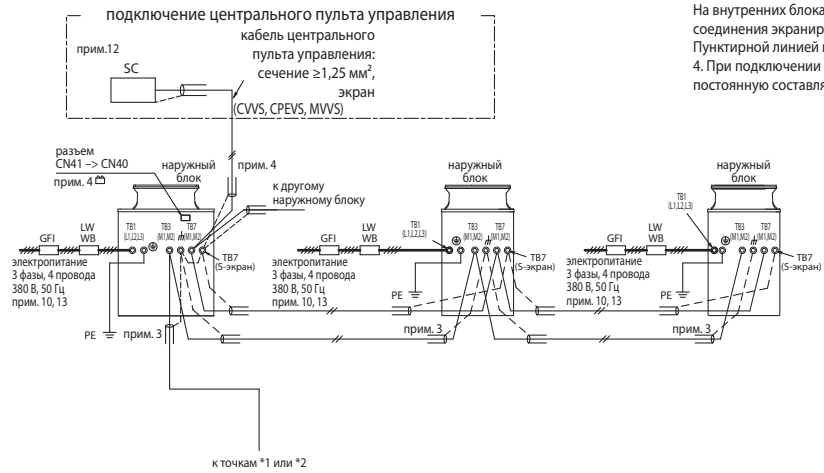 подключение центрального пульта управления
прим.12
SC
кабель центрального
пульта управления:
сечение ≥1,25 мм²,
экран
(CVVS, CPEVS, MVVS)
На внутренних блока
соединения экранир
Пунктирной линией
4. При подключении
постоянную составля
разъем
CN41 –> CN40
прим. 4
наружный
блок
прим. 4
к другому
наружному блоку
TB1
(L1,L2,L3)
TB3
(M1,M2)
TB7
(M1,M2)
TB7
(S-экран)
GFI
LW
WB
электропитание
3 фазы, 4 провода
380 В, 50 Гц
прим. 10, 13
PE
прим. 3
наружный
блок
TB1
(L1,L2,L3)
TB3
(M1,M2)
TB7
(M1,M2)
TB7
(S-экран)
GFI
LW
WB
электропитание
3 фазы, 4 провода
380 В, 50 Гц
прим. 10, 13
PE
прим. 3
наружный
блок
TB1
(L1,L2,L3)
TB3
(M1,M2)
TB7
(M1,M2)
TB7
(S-экран)
GFI
LW
WB
электропитание
3 фазы, 4 провода
380 В, 50 Гц
прим. 10, 13
PE
прим. 3
к точкам *1 или *2